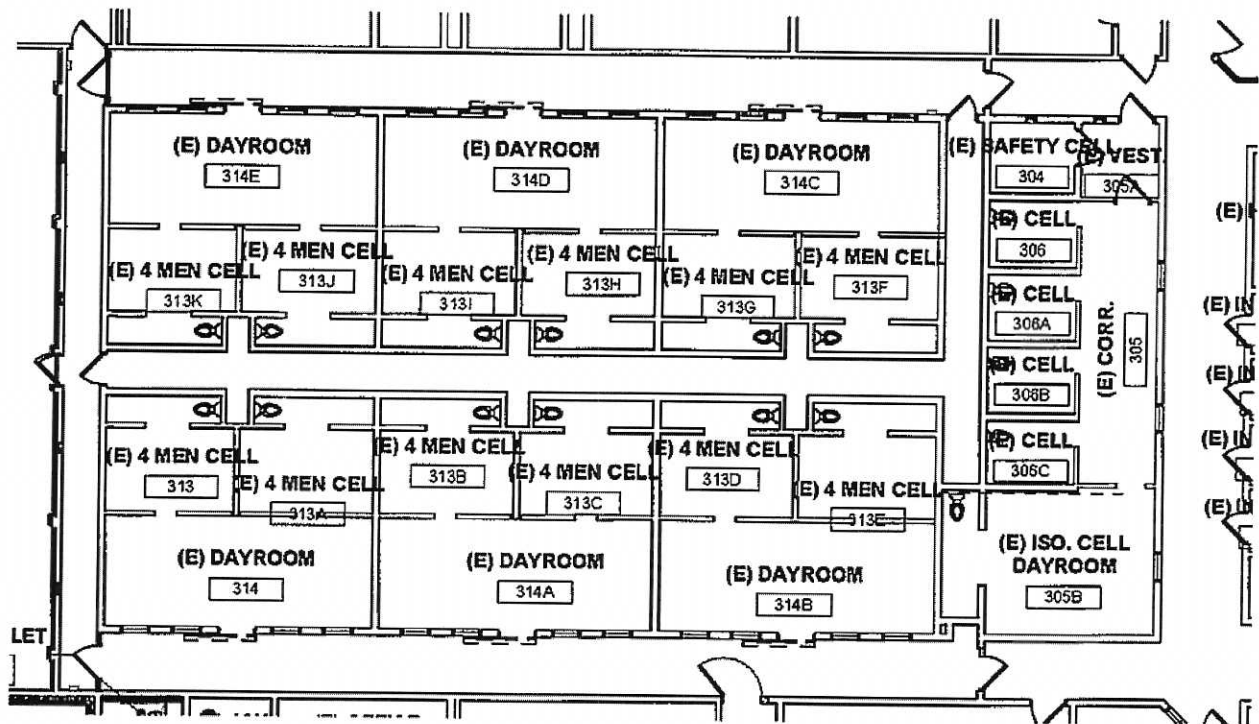 (E) DAYROOM
314E
(E) DAYROOM
314D
(E) DAYROOM
314C
(E) SAFETY CELL
304
(E) VEST.
305A
(E) 4 MEN CELL
313K
(E) 4 MEN CELL
313J
(E) 4 MEN CELL
313I
(E) 4 MEN CELL
313H
(E) 4 MEN CELL
313G
(E) 4 MEN CELL
313F
(E) CELL
306
(E) CELL
306A
(E) CELL
306B
(E) CELL
306C
(E) CORR.
305
(E)
(E) IN
(E) IN
(E) IN
(E) IN
(E) 4 MEN CELL
313
(E) 4 MEN CELL
313A
(E) 4 MEN CELL
313B
(E) 4 MEN CELL
313C
(E) 4 MEN CELL
313D
(E) 4 MEN CELL
313E
(E) DAYROOM
314
(E) DAYROOM
314A
(E) DAYROOM
314B
(E) ISO. CELL
DAYROOM
305B
LET